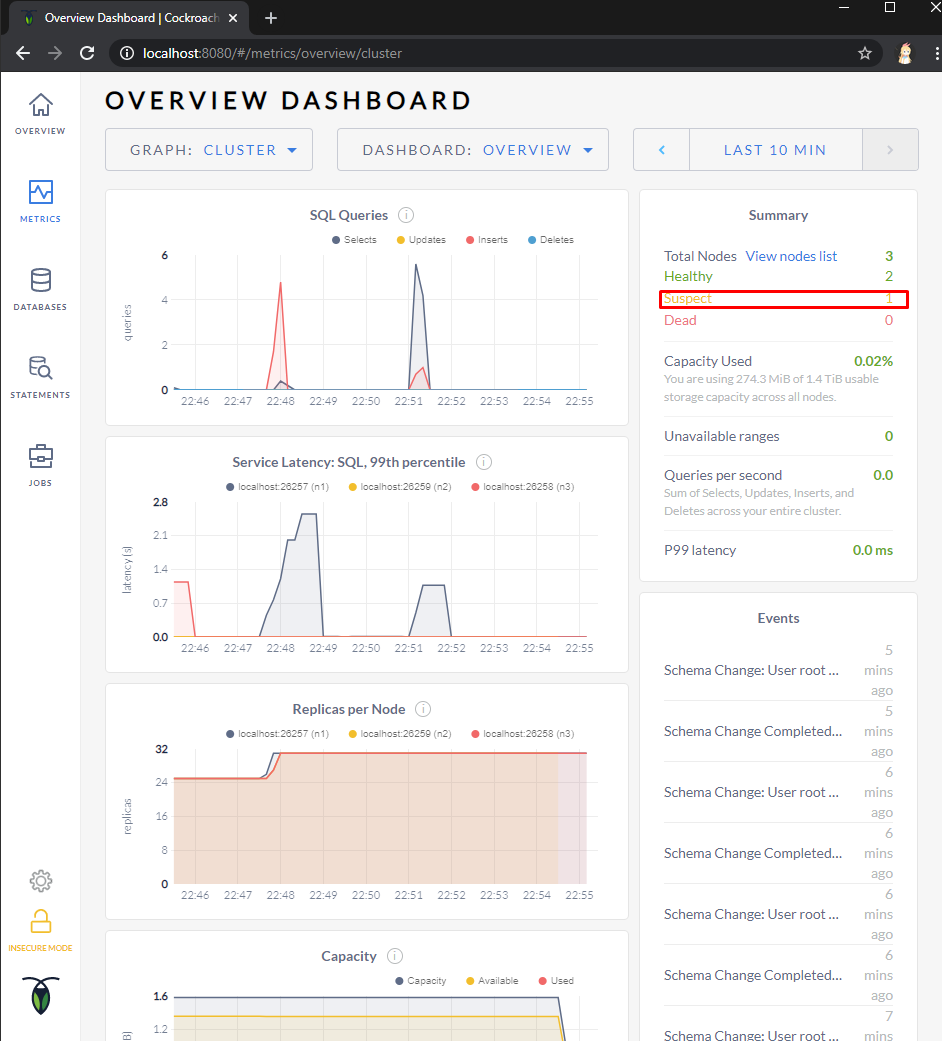 Overview Dashboard | Cockroach
localhost:8080/#/metrics/overview/cluster
OVERVIEW
METRICS
DATABASES
STATEMENTS
JOBS
INSECURE MODE
OVERVIEW DASHBOARD
GRAPH: CLUSTER
DASHBOARD: OVERVIEW
LAST 10 MIN
SQL Queries
Selects Updates Inserts Deletes
6
4
2
0
queries
22:46 22:47 22:48 22:49 22:50 22:51 22:52 22:53 22:54 22:55
Service Latency: SQL, 99th percentile
localhost:26257 (n1) localhost:26259 (n2) localhost:26258 (n3)
2.8
2.1
1.4
0.7
0.0
latency (s)
22:46 22:47 22:48 22:49 22:50 22:51 22:52 22:53 22:54 22:55
Replicas per Node
localhost:26257 (n1) localhost:26259 (n2) localhost:26258 (n3)
32
24
16
8
0
replicas
22:46 22:47 22:48 22:49 22:50 22:51 22:52 22:53 22:54 22:55
Capacity
Capacity Available Used
1.6
1.2
Summary
Total Nodes View nodes list 3
Healthy 2
Suspect 1
Dead 0
Capacity Used 0.02%
You are using 274.3 MiB of 1.4 TiB usable
storage capacity across all nodes.
Unavailable ranges 0
Queries per second 0.0
Sum of Selects, Updates, Inserts, and
Deletes across your entire cluster.
P99 latency 0.0 ms
Events
Schema Change: User root ... 5 mins ago
Schema Change Completed... 5 mins ago
Schema Change: User root ... 6 mins ago
Schema Change Completed... 6 mins ago
Schema Change: User root ... 6 mins ago
Schema Change Completed... 6 mins ago
Schema Change: User root ... 7 mins